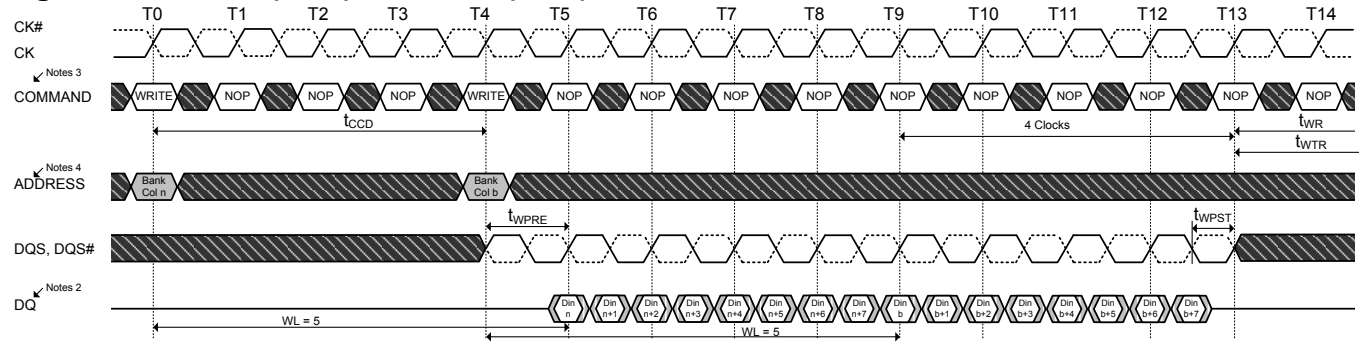 T0 T1 T2 T3 T4 T5 T6 T7 T8 T9 T10 T11 T12 T13 T14
CK#
CK
Notes 3
COMMAND WRITE NOP NOP NOP WRITE NOP NOP NOP NOP NOP NOP NOP NOP NOP NOP
tCCD 4 Clocks tWR
tWTR
Notes 4
ADDRESS Bank Col n Bank Col b
tWPRE tWPST
DQS, DQS#
Notes 2
DQ Din n Din n+1 Din n+2 Din n+3 Din n+4 Din n+5 Din n+6 Din n+7 Din b Din b+1 Din b+2 Din b+3 Din b+4 Din b+5 Din b+6 Din b+7
WL = 5
WL = 5